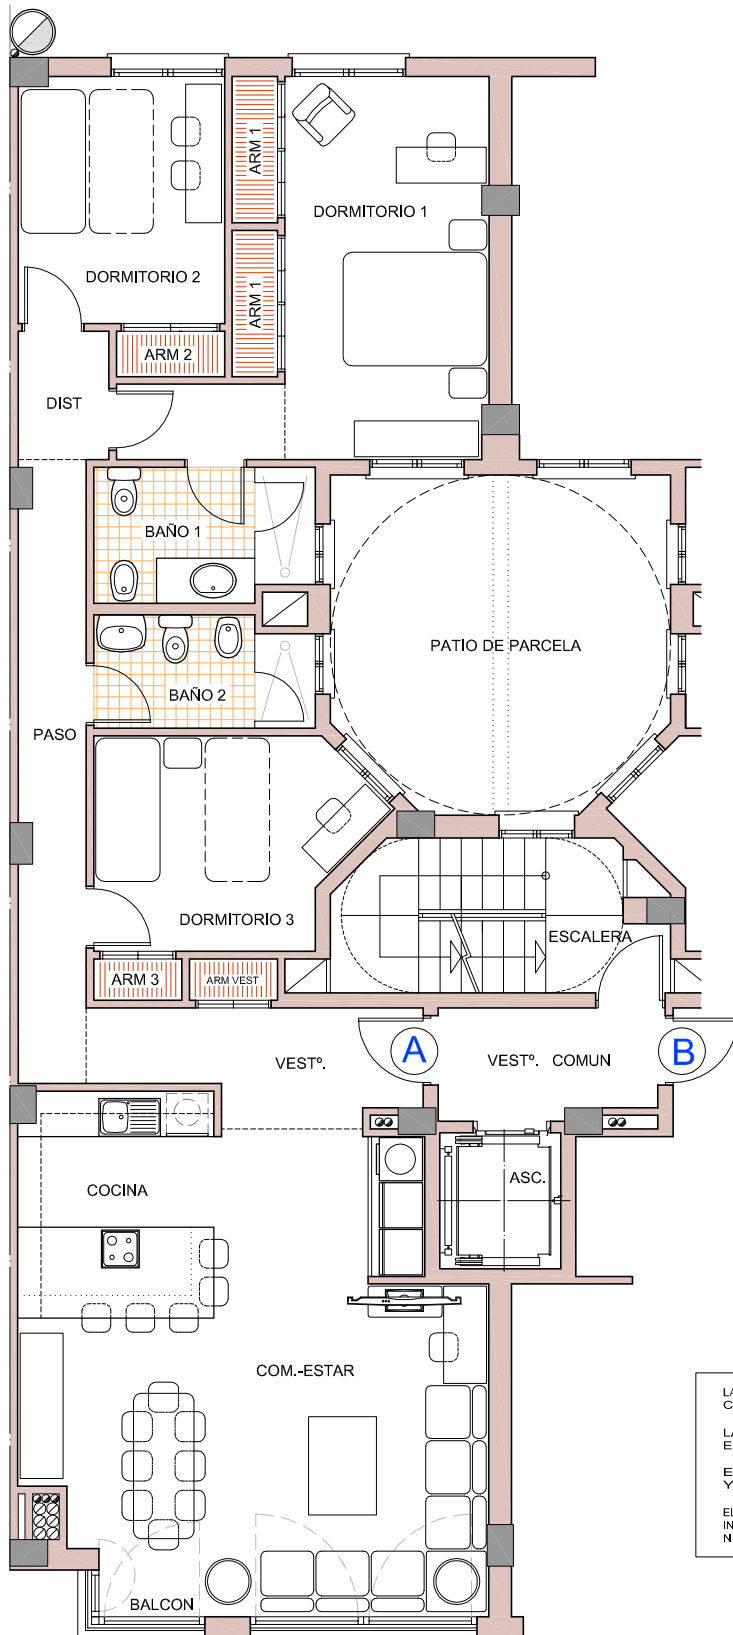 ARM 1
DORMITORIO 1
DORMITORIO 2
ARM 1
ARM 2
DIST
BAÑO 1
PATIO DE PARCELA
BAÑO 2
PASO
DORMITORIO 3
ESCALERA
ARM 3
ARM VEST
VESTº.
A
VESTº. COMUN
B
COCINA
ASC.
COM.-ESTAR
BALCON